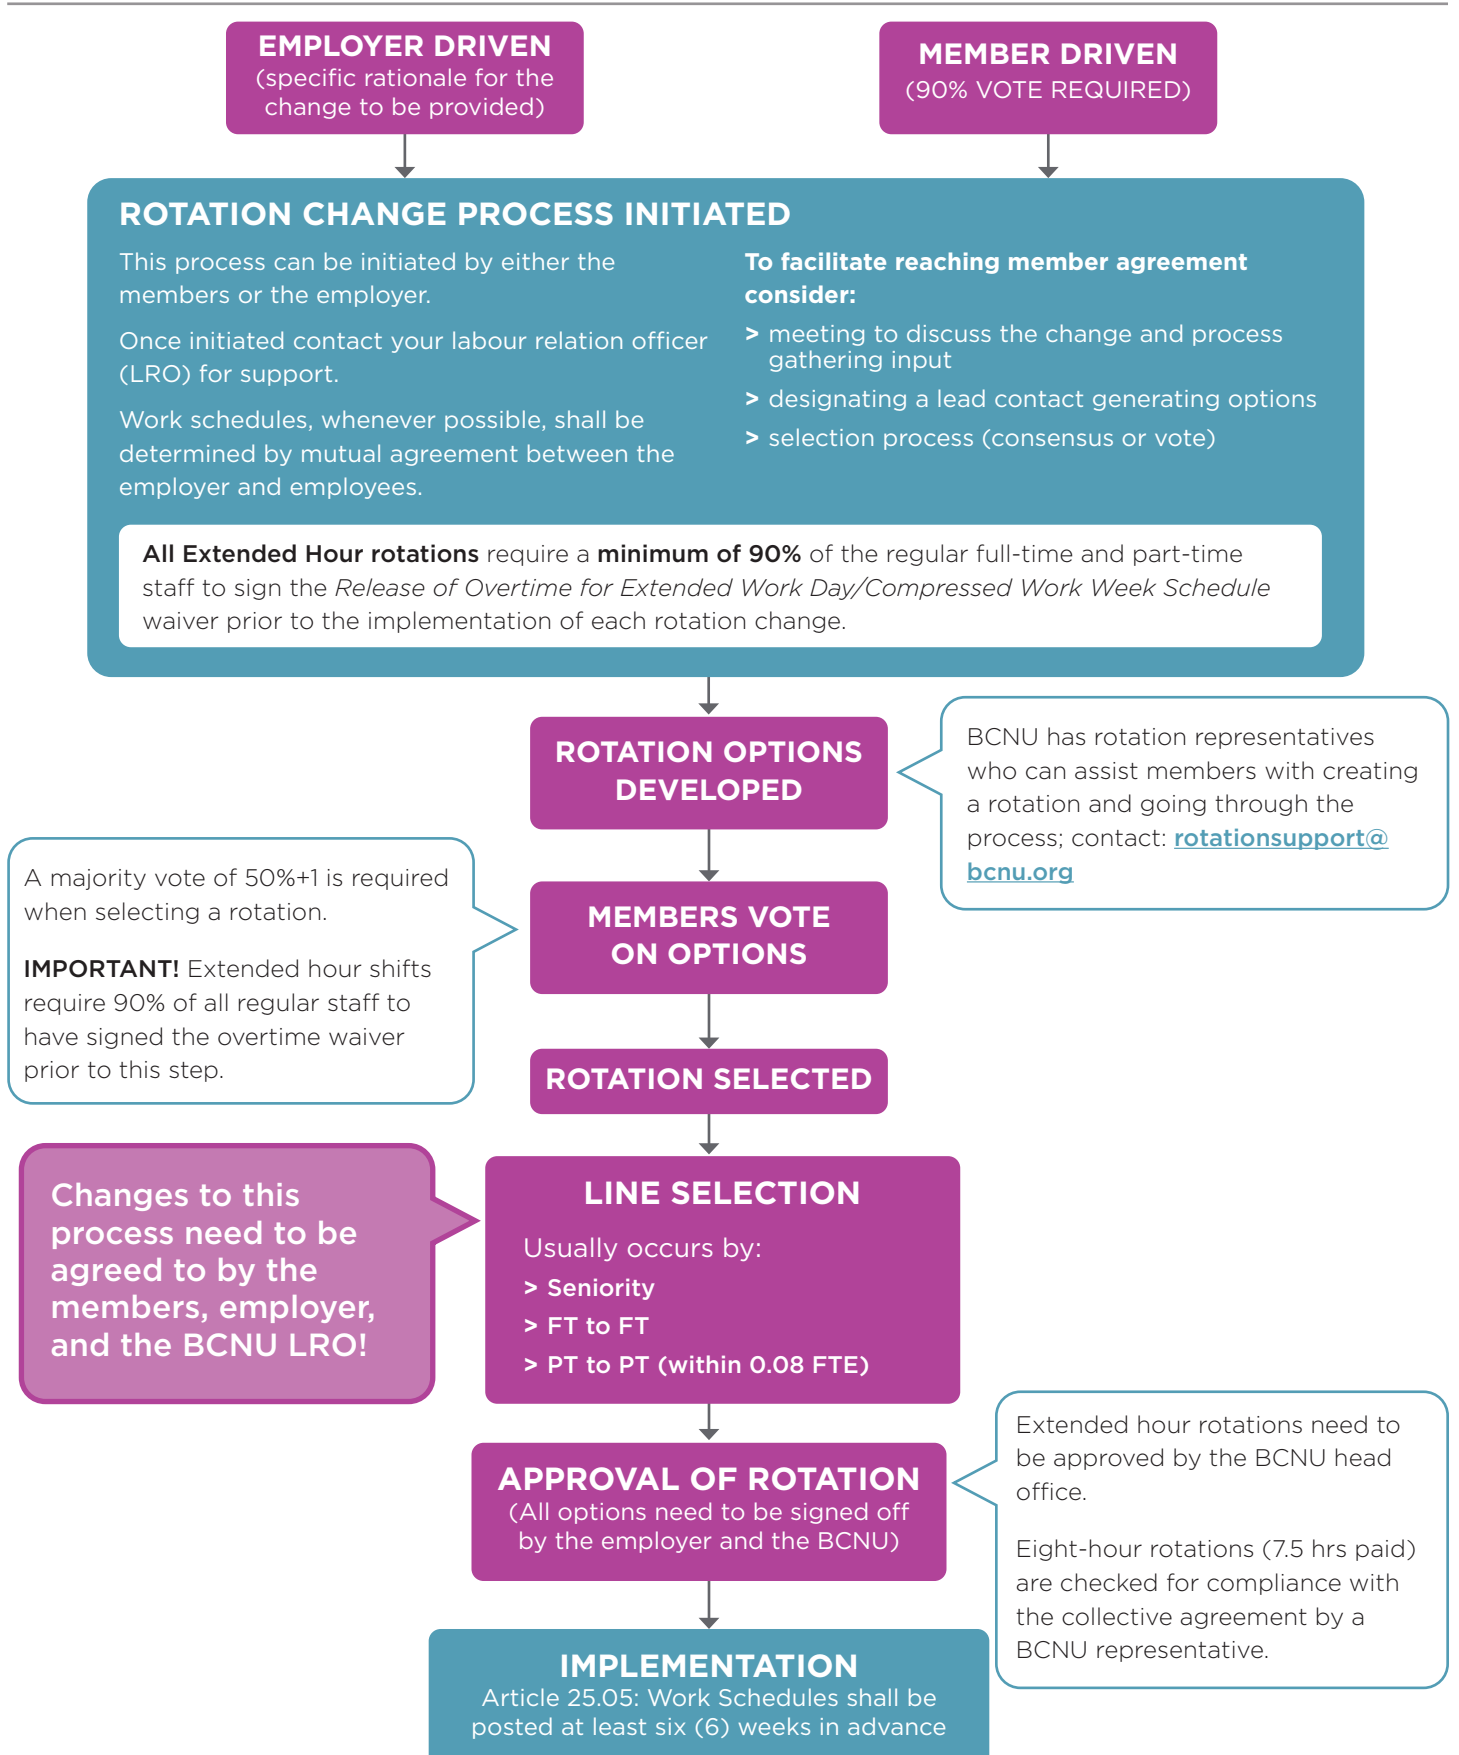 EMPLOYER DRIVEN
(specific rationale for the
change to be provided)
MEMBER DRIVEN
(90% VOTE REQUIRED)
ROTATION CHANGE PROCESS INITIATED
This process can be initiated by either the
members or the employer.
Once initiated contact your labour relation officer
(LRO) for support.
Work schedules, whenever possible, shall be
determined by mutual agreement between the
employer and employees.
To facilitate reaching member agreement
consider:
> meeting to discuss the change and process
gathering input
> designating a lead contact generating options
> selection process (consensus or vote)
All Extended Hour rotations require a minimum of 90% of the regular full-time and part-time
staff to sign the Release of Overtime for Extended Work Day/Compressed Work Week Schedule
waiver prior to the implementation of each rotation change.
ROTATION OPTIONS
DEVELOPED
BCNU has rotation representatives
who can assist members with creating
a rotation and going through the
process; contact: rotationsupport@
bcnu.org
A majority vote of 50%+1 is required
when selecting a rotation.
IMPORTANT! Extended hour shifts
require 90% of all regular staff to
have signed the overtime waiver
prior to this step.
MEMBERS VOTE
ON OPTIONS
ROTATION SELECTED
Changes to this
process need to be
agreed to by the
members, employer,
and the BCNU LRO!
LINE SELECTION
Usually occurs by:
> Seniority
> FT to FT
> PT to PT (within 0.08 FTE)
APPROVAL OF ROTATION
(All options need to be signed off
by the employer and the BCNU)
Extended hour rotations need to
be approved by the BCNU head
office.
Eight-hour rotations (7.5 hrs paid)
are checked for compliance with
the collective agreement by a
BCNU representative.
IMPLEMENTATION
Article 25.05: Work Schedules shall be
posted at least six (6) weeks in advance